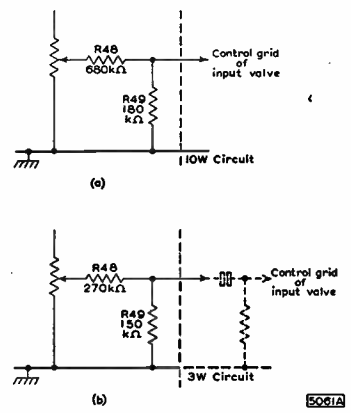 R48
680kΩ
Control grid
of
input valve
R49
180
kΩ
10W Circuit
(a)
R48
270kΩ
Control grid
of
input valve
R49
150
kΩ
3W Circuit
(b)
5061A